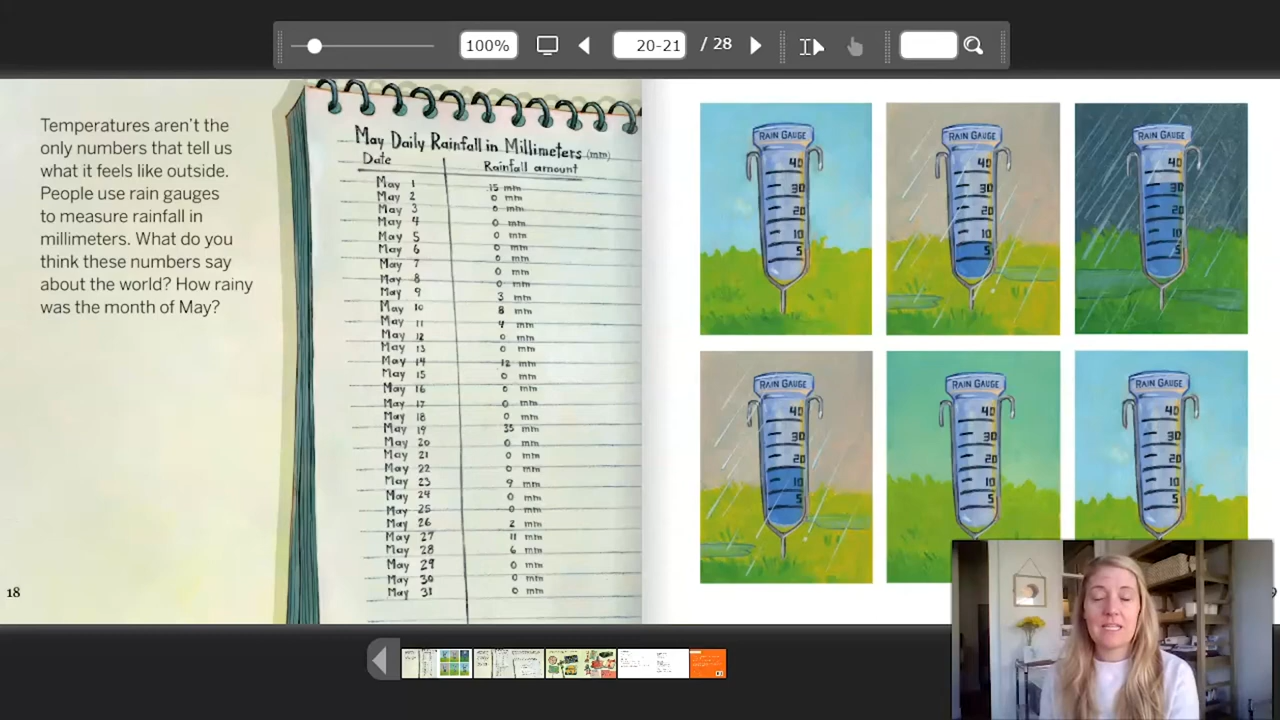 100%
20-21
/ 28
Temperatures aren't the
only numbers that tell us
what it feels like outside.
People use rain gauges
to measure rainfall in
millimeters. What do you
think these numbers say
about the world? How rainy
was the month of May?
18
May Daily Rainfall in Millimeters (mm)
Date Rainfall amount
May 1 15 mm
May 2 0 mm
May 3 0 mm
May 4 0 mm
May 5 0 mm
May 6 0 mm
0 mm
May 7 0 mm
May 8 0 mm
May 9 3 mm
May 10 8 mm
May 11 4 mm
May 12 0 mm
May 13 0 mm
May 14 12 mm
May 15 0 mm
May 16 0 mm
May 17 0 mm
May 18 0 mm
May 19 35 mm
May 20 0 mm
May 21 0 mm
May 22 0 mm
May 23 9 mm
May 24 0 mm
May 25 0 mm
May 26 2 mm
May 27 11 mm
May 28 6 mm
May 29 0 mm
May 30 0 mm
May 31 0 mm
RAIN GAUGE
40
30
20
10
5
RAIN GAUGE
40
30
20
10
5
RAIN GAUGE
40
30
20
10
5
RAIN GAUGE
40
30
20
10
5
RAIN GAUGE
40
30
20
10
5
RAIN GAUGE
40
30
20
10
5